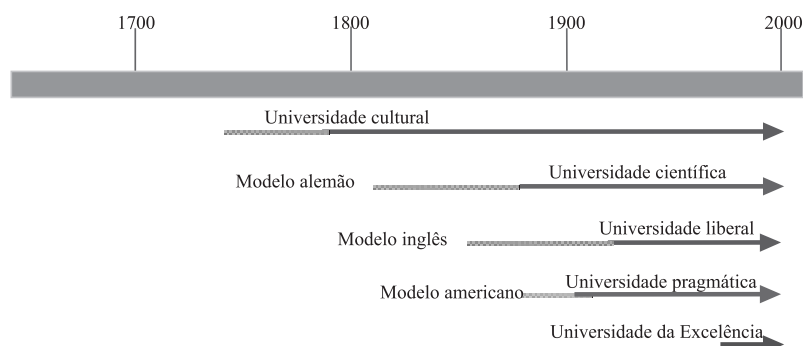 1700 1800 1900 2000
Universidade cultural
Modelo alemão Universidade científica
Modelo inglês Universidade liberal
Modelo americano Universidade pragmática
Universidade da Excelência